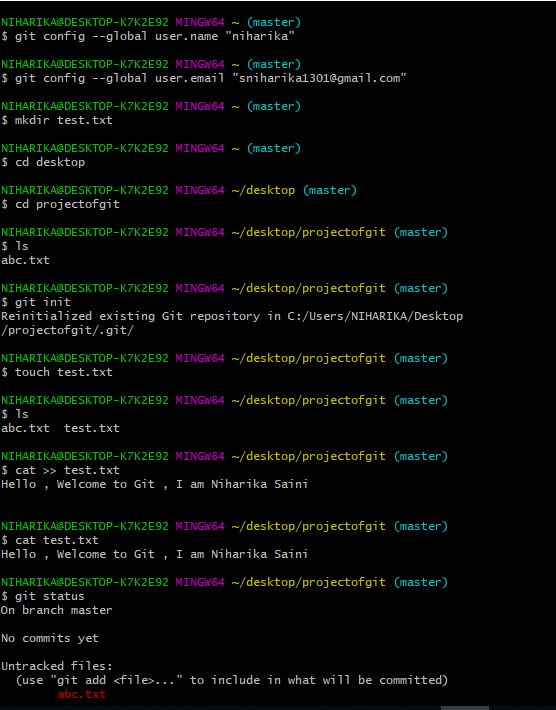 NIHARIKA@DESKTOP-K7K2E92 MINGW64 ~ (master)
$ git config --global user.name "niharika"
NIHARIKA@DESKTOP-K7K2E92 MINGW64 ~ (master)
$ git config --global user.email "sniharika1301@gmail.com"
NIHARIKA@DESKTOP-K7K2E92 MINGW64 ~ (master)
$ mkdir test.txt
NIHARIKA@DESKTOP-K7K2E92 MINGW64 ~ (master)
$ cd desktop
NIHARIKA@DESKTOP-K7K2E92 MINGW64 ~/desktop (master)
$ cd projectofgit
NIHARIKA@DESKTOP-K7K2E92 MINGW64 ~/desktop/projectofgit (master)
$ ls
abc.txt
NIHARIKA@DESKTOP-K7K2E92 MINGW64 ~/desktop/projectofgit (master)
$ git init
Reinitialized existing Git repository in C:/Users/NIHARIKA/Desktop
/projectofgit/.git/
NIHARIKA@DESKTOP-K7K2E92 MINGW64 ~/desktop/projectofgit (master)
$ touch test.txt
NIHARIKA@DESKTOP-K7K2E92 MINGW64 ~/desktop/projectofgit (master)
$ ls
abc.txt  test.txt
NIHARIKA@DESKTOP-K7K2E92 MINGW64 ~/desktop/projectofgit (master)
$ cat >> test.txt
Hello , Welcome to Git , I am Niharika Saini
NIHARIKA@DESKTOP-K7K2E92 MINGW64 ~/desktop/projectofgit (master)
$ cat test.txt
Hello , Welcome to Git , I am Niharika Saini
NIHARIKA@DESKTOP-K7K2E92 MINGW64 ~/desktop/projectofgit (master)
$ git status
On branch master
No commits yet
Untracked files:
(use "git add <file>..." to include in what will be committed)
abc.txt